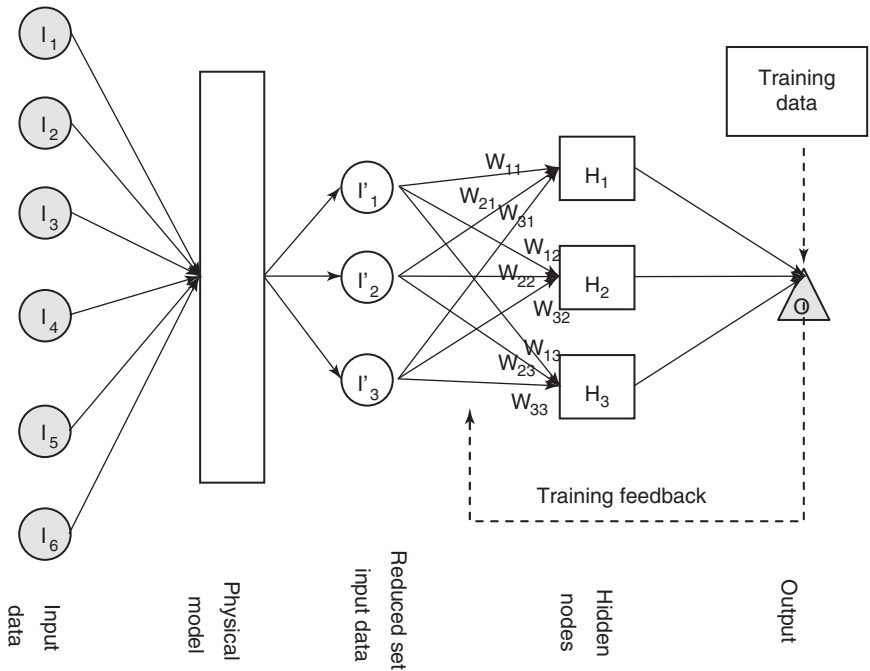 I1
I2
I3
I4
I5
I6
I'1
I'2
I'3
W11
W21
W31
W12
W22
W32
W13
W23
W33
H1
H2
H3
Training
data
O
Training feedback
Input
data
Physical
model
Reduced set
input data
Hidden
nodes
Output